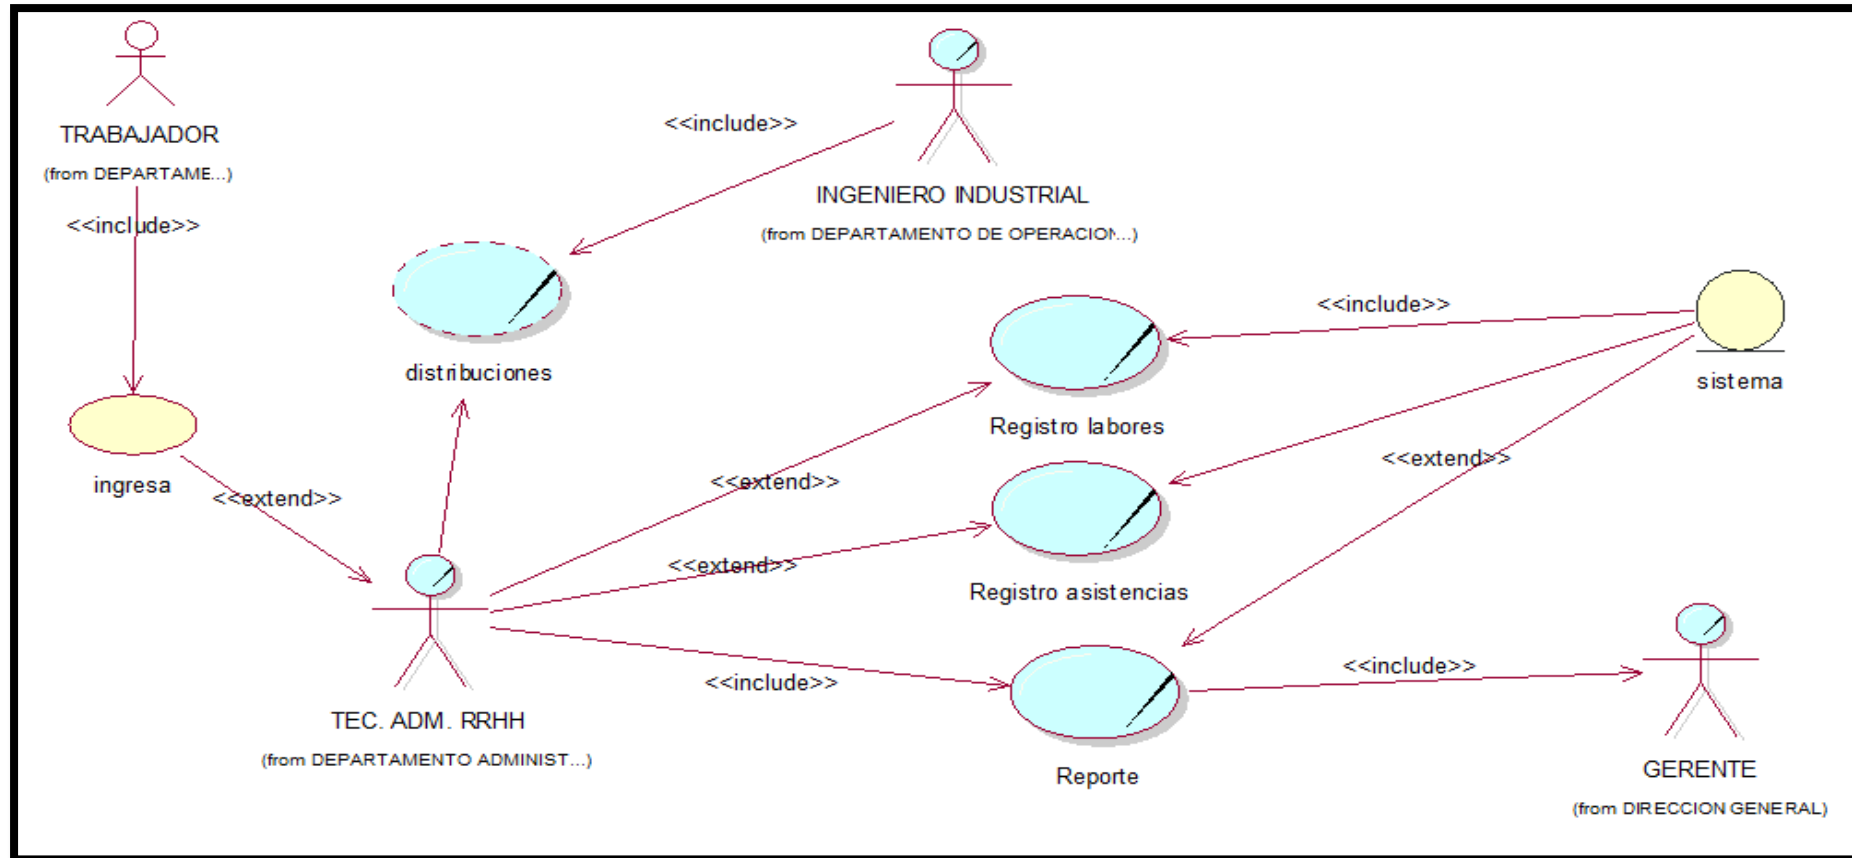 TRABAJADOR
(from DEPARTAME...)
<<include>>
<<include>>
INGENIERO INDUSTRIAL
(from DEPARTAMENTO DE OPERACION...)
distribuciones
<<include>>
sistema
Registro labores
ingresa
<<extend>>
<<extend>>
<<extend>>
<<extend>>
Registro asistencias
<<include>>
<<include>>
TEC. ADM. RRHH
(from DEPARTAMENTO ADMINIST...)
Reporte
GERENTE
(from DIRECCION GENERAL)